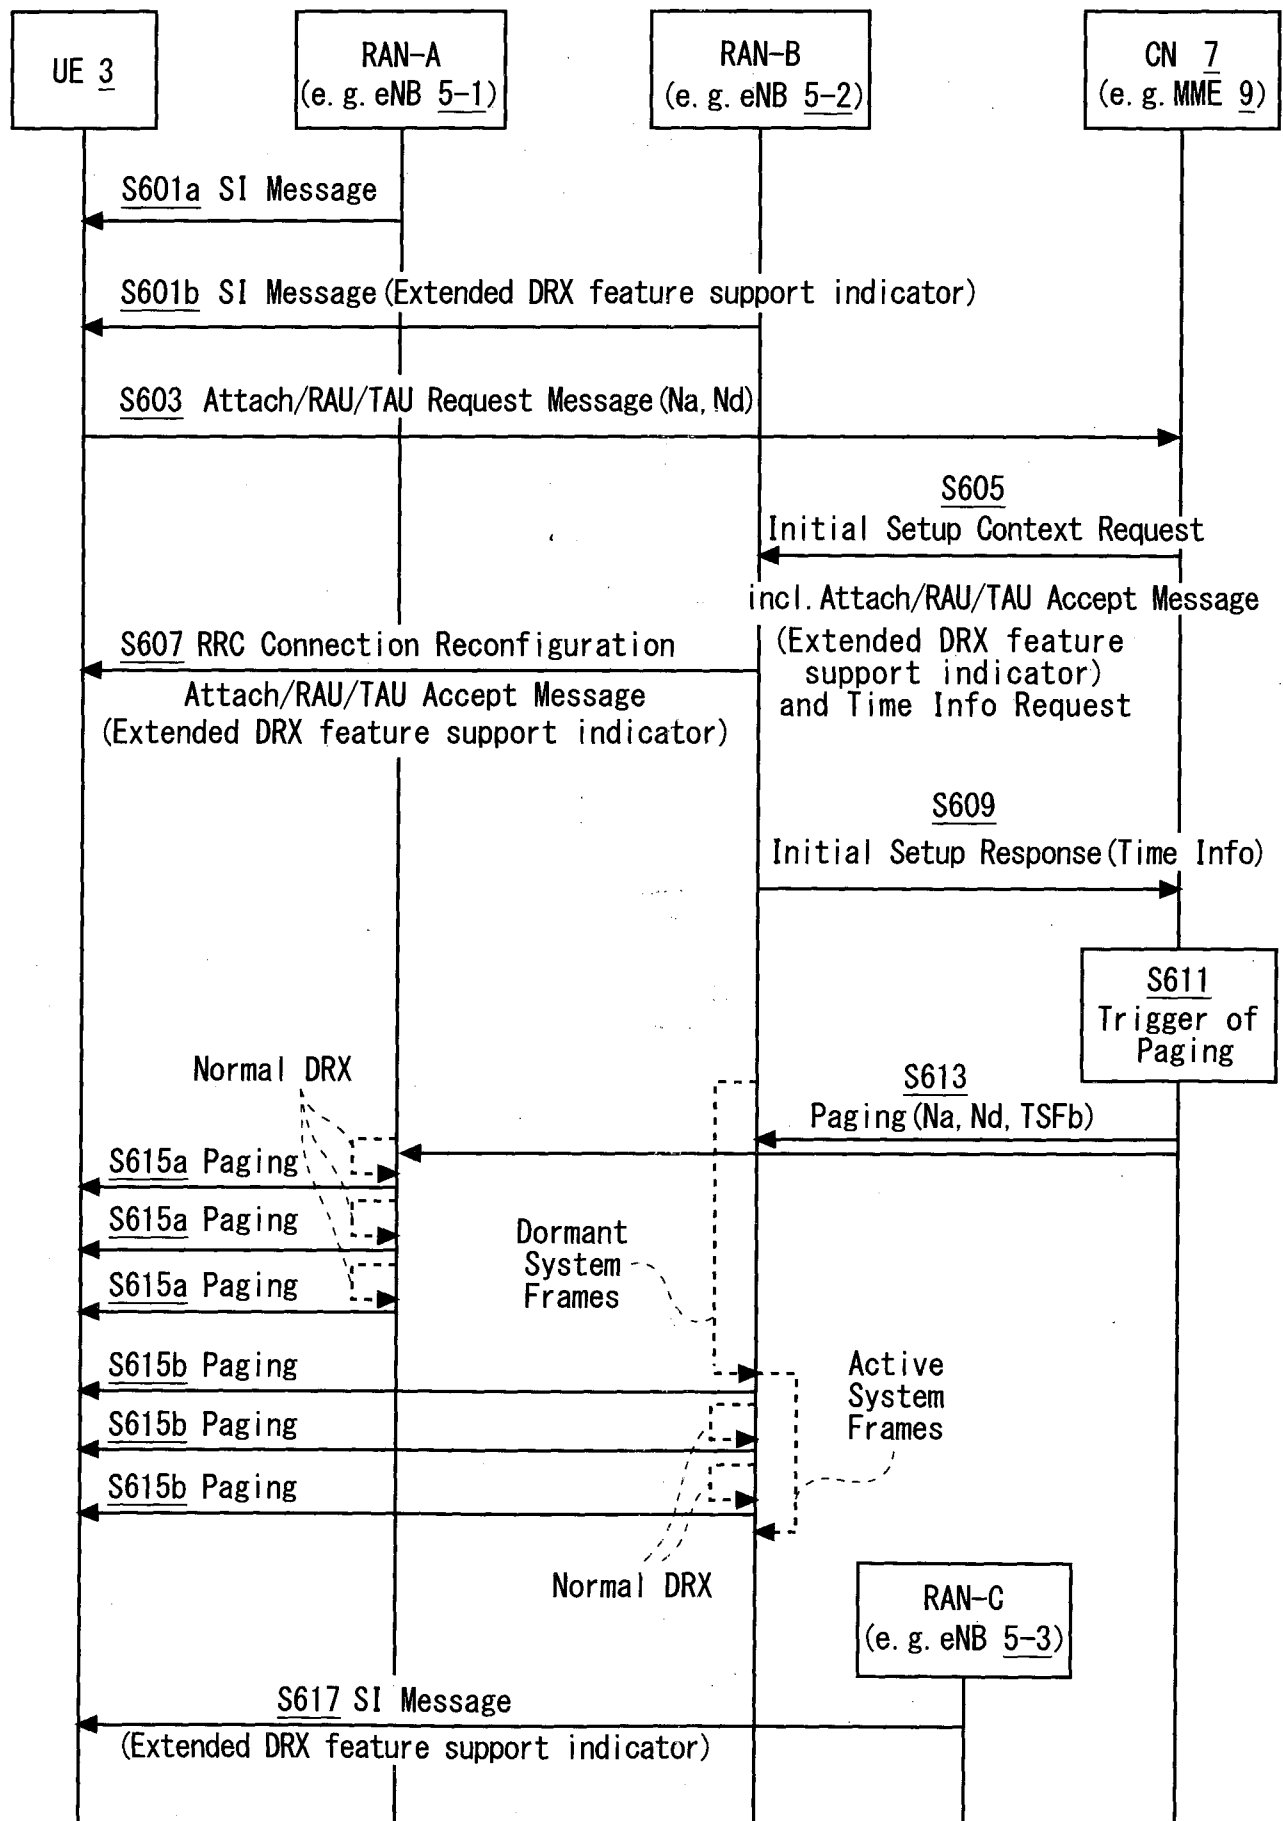 UE 3
RAN-A
(e.g. eNB 5-1)
RAN-B
(e.g. eNB 5-2)
CN 7
(e.g. MME 9)
S601a SI Message
S601b SI Message (Extended DRX feature support indicator)
S603 Attach/RAU/TAU Request Message (Na, Nd)
S605
Initial Setup Context Request
incl. Attach/RAU/TAU Accept Message
(Extended DRX feature
support indicator)
and Time Info Request
S607 RRC Connection Reconfiguration
Attach/RAU/TAU Accept Message
(Extended DRX feature support indicator)
S609
Initial Setup Response (Time Info)
S611
Trigger of
Paging
Normal DRX
S613
Paging (Na, Nd, TSFb)
S615a Paging
S615a Paging
S615a Paging
Dormant
System
Frames
S615b Paging
S615b Paging
S615b Paging
Active
System
Frames
Normal DRX
RAN-C
(e.g. eNB 5-3)
S617 SI Message
(Extended DRX feature support indicator)